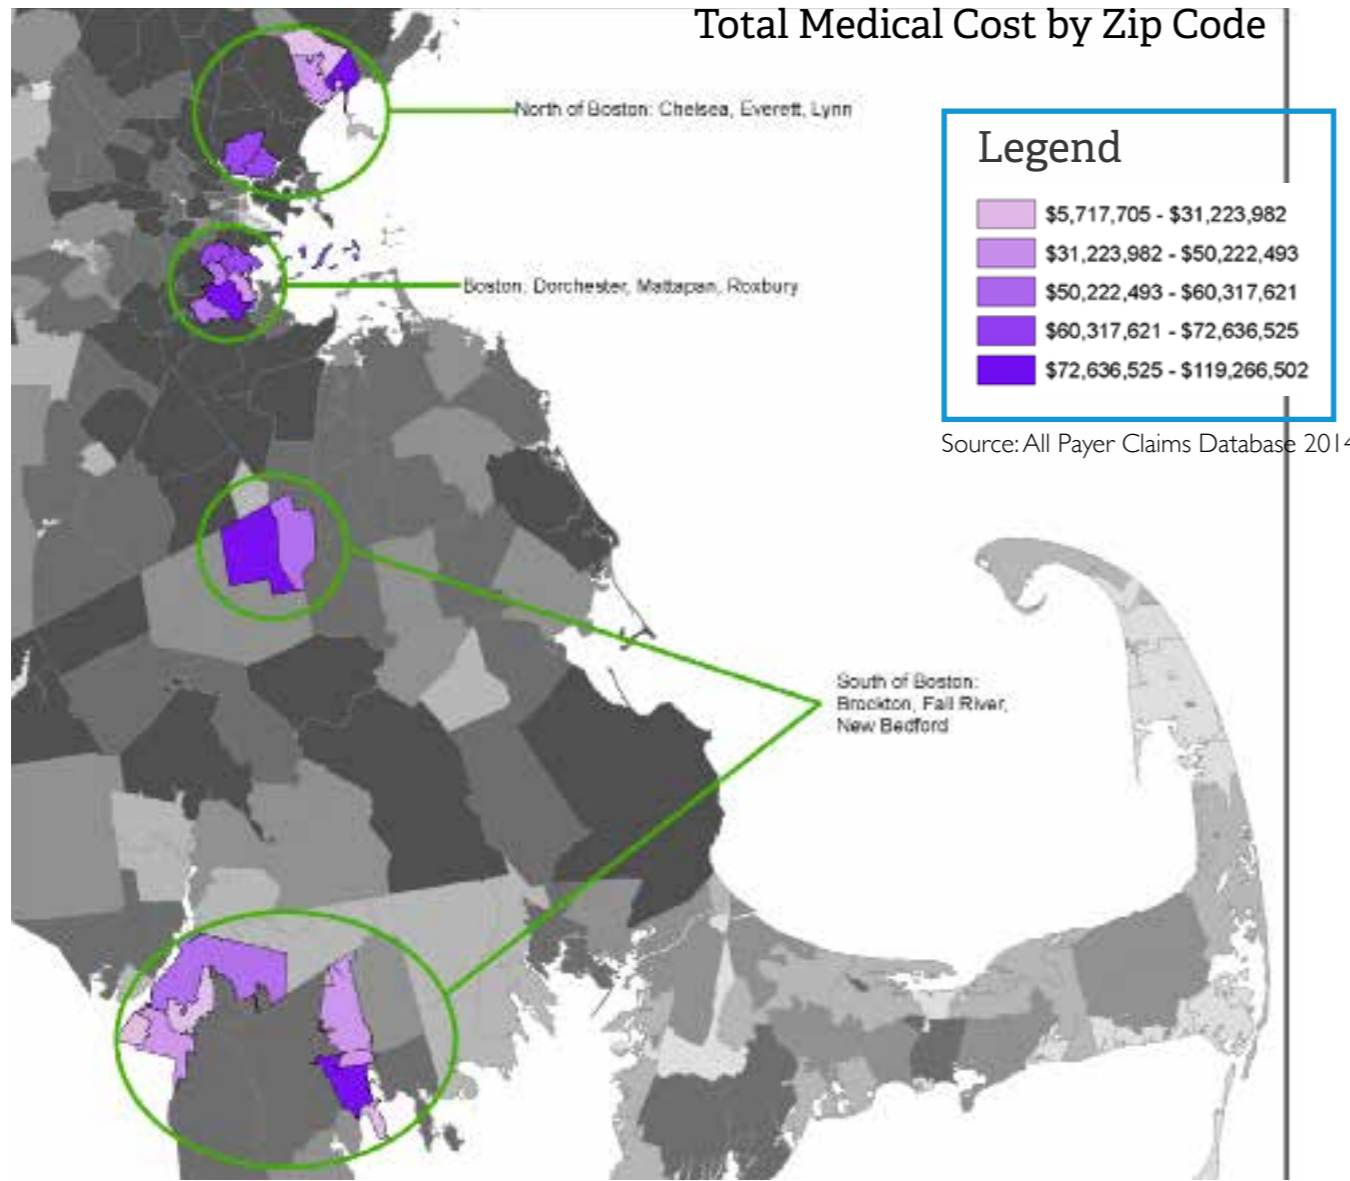 Total Medical Cost by Zip Code
North of Boston: Chelsea, Everett, Lynn
Legend
$5,717,705 - $31,223,982
$31,223,982 - $50,222,493
$50,222,493 - $60,317,621
$60,317,621 - $72,636,525
$72,636,525 - $119,266,502
Boston: Dorchester, Mattapan, Roxbury
Source: All Payer Claims Database 2014
South of Boston:
Brockton, Fall River,
New Bedford